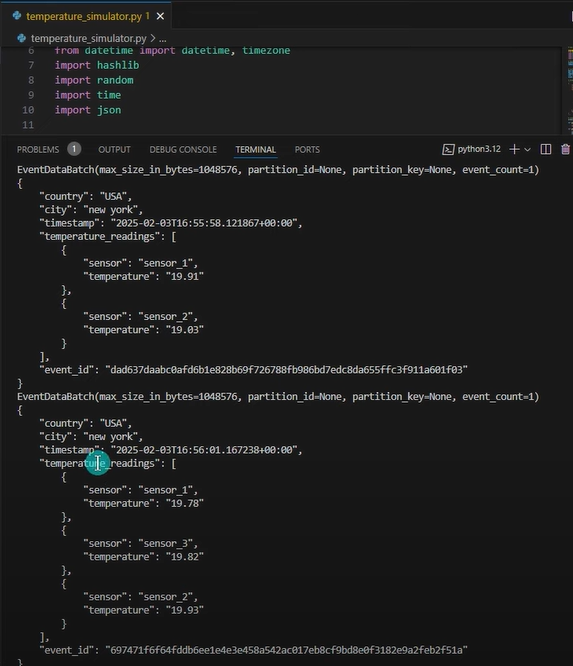 temperature_simulator.py 1
temperature_simulator.py > ...
6 from datetime import datetime, timezone
7 import hashlib
8 import random
9 import time
10 import json
11
PROBLEMS 1 OUTPUT DEBUG CONSOLE TERMINAL PORTS python3.12
EventDataBatch(max_size_in_bytes=1048576, partition_id=None, partition_key=None, event_count=1)
{
    "country": "USA",
    "city": "new york",
    "timestamp": "2025-02-03T16:55:58.121867+00:00",
    "temperature_readings": [
        {
            "sensor": "sensor_1",
            "temperature": "19.91"
        },
        {
            "sensor": "sensor_2",
            "temperature": "19.03"
        }
    ],
    "event_id": "dad637daabc0afd6b1e828b69f726788fb986bd7edc8da655ffc3f911a601f03"
}
EventDataBatch(max_size_in_bytes=1048576, partition_id=None, partition_key=None, event_count=1)
{
    "country": "USA",
    "city": "new york",
    "timestamp": "2025-02-03T16:56:01.167238+00:00",
    "temperature_readings": [
        {
            "sensor": "sensor_1",
            "temperature": "19.78"
        },
        {
            "sensor": "sensor_3",
            "temperature": "19.82"
        },
        {
            "sensor": "sensor_2",
            "temperature": "19.93"
        }
    ],
    "event_id": "697471f6f64fddb6ee1e4e3e458a542ac017eb8cf9bd8e0f3182e9a2feb2f51a"
}